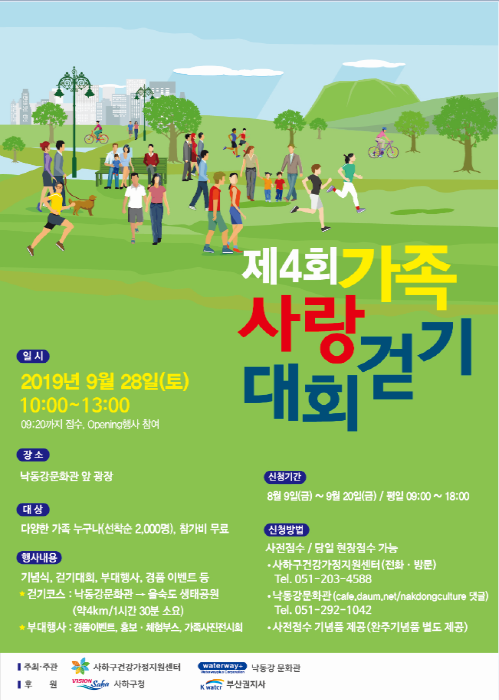 제4회 가족
사랑 걷기
대회
일 시
2019년 9월 28일(토)
10:00~13:00
09:20까지 접수, Opening행사 참여
장 소
낙동강문화관 앞 광장
대 상
다양한 가족 누구나(선착순 2,000명), 참가비 무료
행사내용
기념식, 걷기대회, 부대행사, 경품 이벤트 등
★ 걷기코스 : 낙동강문화관 → 을숙도 생태공원
(약4km/1시간 30분 소요)
★ 부대행사 : 경품이벤트, 홍보 · 체험부스, 가족사진전시회
신청기간
8월 9일(금) ~ 9월 20일(금) / 평일 09:00 ~ 18:00
신청방법
사전접수 / 당일 현장접수 가능
• 사하구건강가정지원센터(전화 · 방문)
Tel. 051-203-4588
• 낙동강문화관(cafe,daum,net/nakdongculture 댓글)
Tel. 051-292-1042
• 사전접수 기념품 제공(완주기념품 별도 제공)
주최·주관 사하구건강가정지원센터 waterway+ 낙동강 문화관
후 원 VISION Saha 사하구청 K water 부산권지사